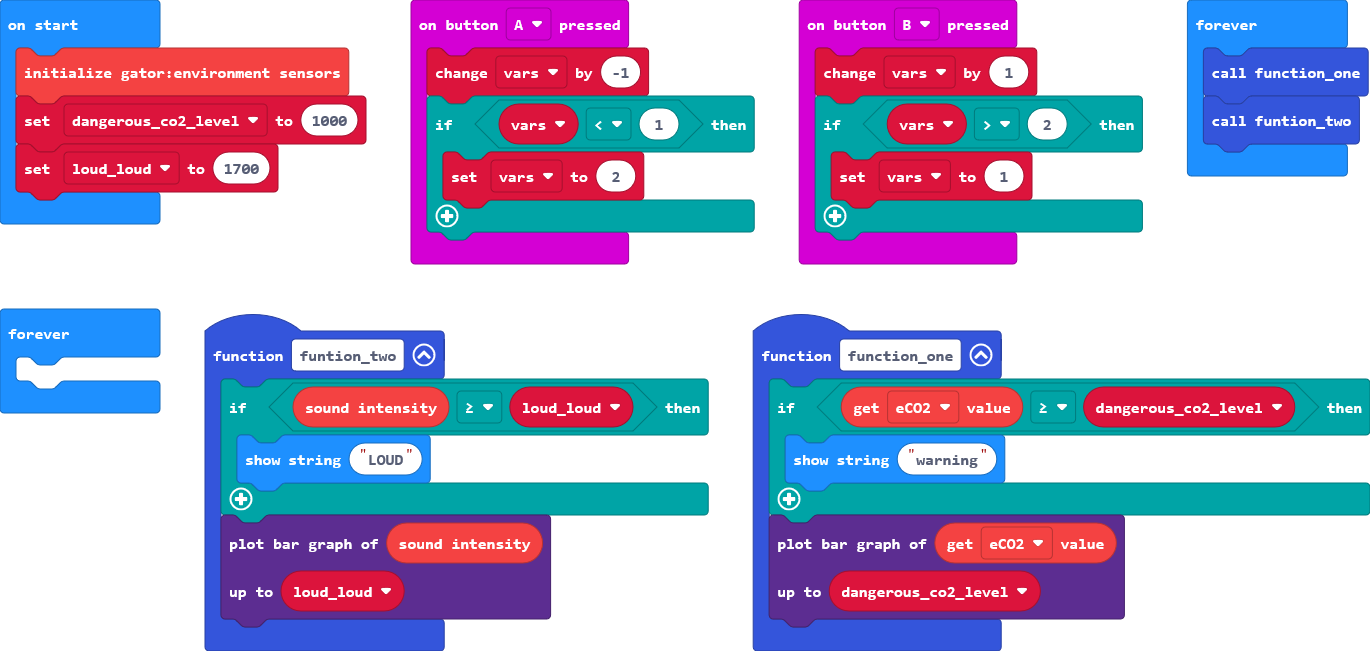 on start
initialize gator:environment sensors
set dangerous_co2_level to 1000
set loud_loud to 1700
on button A pressed
change vars by -1
if vars < 1 then
set vars to 2
on button B pressed
change vars by 1
if vars > 2 then
set vars to 1
forever
call function_one
call funtion_two
forever
function funtion_two
if sound intensity ≥ loud_loud then
show string "LOUD"
plot bar graph of sound intensity
up to loud_loud
function function_one
if get eCO2 value ≥ dangerous_co2_level then
show string "warning"
plot bar graph of get eCO2 value
up to dangerous_co2_level